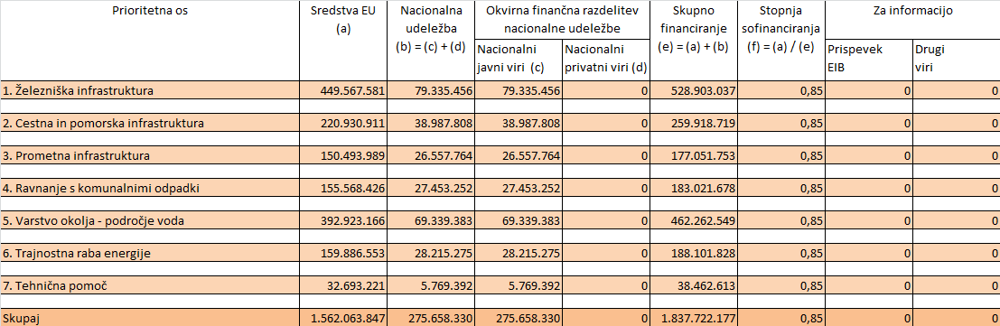 Prioritetna os Sredstva EU (a) Nacionalna udeležba (b) = (c) + (d) Okvirna finančna razdelitev nacionalne udeležbe Skupno financiranje (e) = (a) + (b) Stopnja sofinanciranja (f) = (a) / (e) Za informacijo
Nacionalni javni viri (c) Nacionalni privatni viri (d) Prispevek EIB Drugi viri
1. Železniška infrastruktura 449.567.581 79.335.456 79.335.456 0 528.903.037 0,85 0 0
2. Cestna in pomorska infrastruktura 220.930.911 38.987.808 38.987.808 0 259.918.719 0,85 0 0
3. Prometna infrastruktura 150.493.989 26.557.764 26.557.764 0 177.051.753 0,85 0 0
4. Ravnanje s komunalnimi odpadki 155.568.426 27.453.252 27.453.252 0 183.021.678 0,85 0 0
5. Varstvo okolja - področje voda 392.923.166 69.339.383 69.339.383 0 462.262.549 0,85 0 0
6. Trajnostna raba energije 159.886.553 28.215.275 28.215.275 0 188.101.828 0,85 0 0
7. Tehnična pomoč 32.693.221 5.769.392 5.769.392 0 38.462.613 0,85 0 0
Skupaj 1.562.063.847 275.658.330 275.658.330 0 1.837.722.177 0,85 0 0